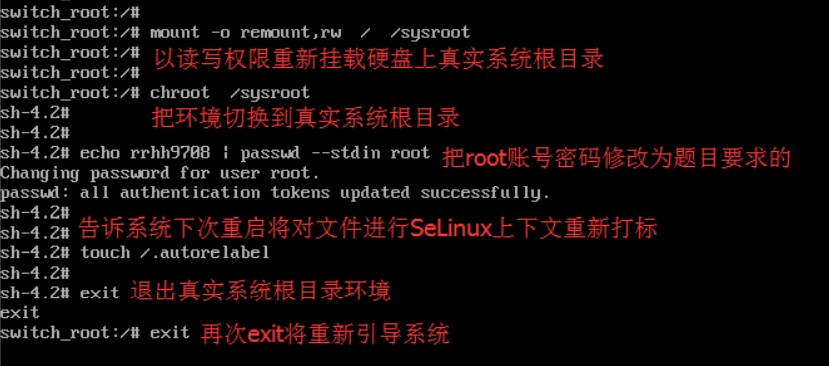 switch_root:/#
switch_root:/# mount -o remount,rw  /  /sysroot
switch_root:/#
以读写权限重新挂载硬盘上真实系统根目录
switch_root:/#
switch_root:/# chroot  /sysroot
sh-4.2#
把环境切换到真实系统根目录
sh-4.2#
sh-4.2# echo rrhh9708 | passwd --stdin root 把root账号密码修改为题目要求的
Changing password for user root.
passwd: all authentication tokens updated successfully.
sh-4.2#
sh-4.2# 告诉系统下次重启将对文件进行SeLinux上下文重新打标
sh-4.2# touch /.autorelabel
sh-4.2#
sh-4.2# exit 退出真实系统根目录环境
exit
switch_root:/# exit 再次exit将重新引导系统